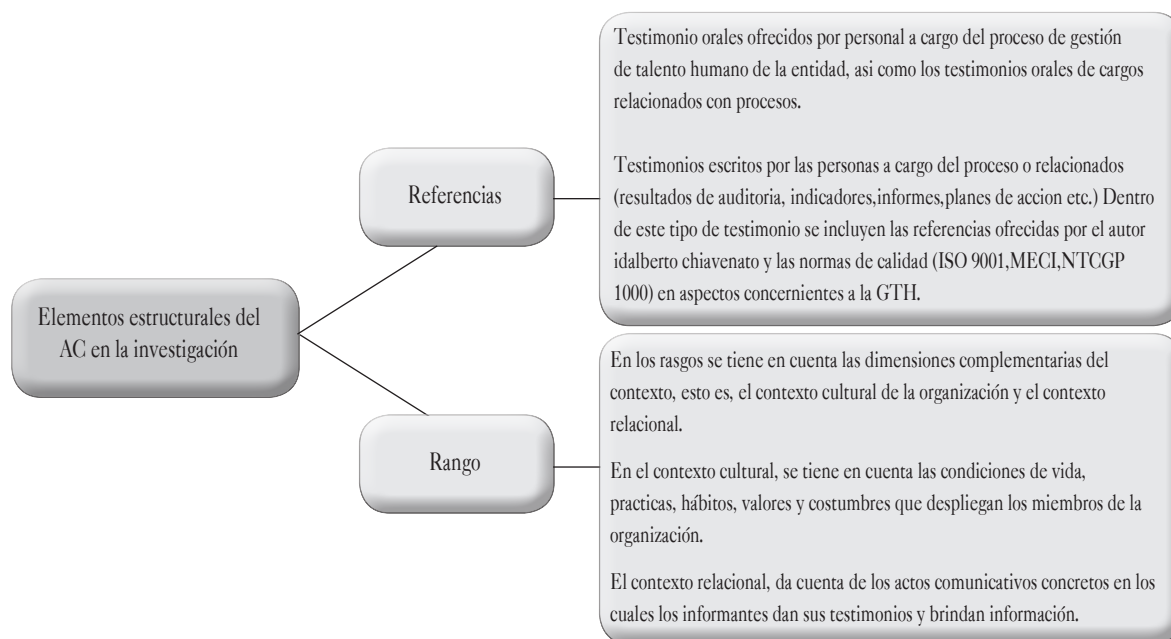 Elementos estructurales del
AC en la investigación
Referencias
Testimonio orales ofrecidos por personal a cargo del proceso de gestión
de talento humano de la entidad, asi como los testimonios orales de cargos
relacionados con procesos.
Testimonios escritos por las personas a cargo del proceso o relacionados
(resultados de auditoria, indicadores,informes,planes de accion etc.) Dentro
de este tipo de testimonio se incluyen las referencias ofrecidas por el autor
idalberto chiavenato y las normas de calidad (ISO 9001,MECI,NTCGP
1000) en aspectos concernientes a la GTH.
Rango
En los rasgos se tiene en cuenta las dimensiones complementarias del
contexto, esto es, el contexto cultural de la organización y el contexto
relacional.
En el contexto cultural, se tiene en cuenta las condiciones de vida,
practicas, hábitos, valores y costumbres que despliegan los miembros de la
organización.
El contexto relacional, da cuenta de los actos comunicativos concretos en los
cuales los informantes dan sus testimonios y brindan información.